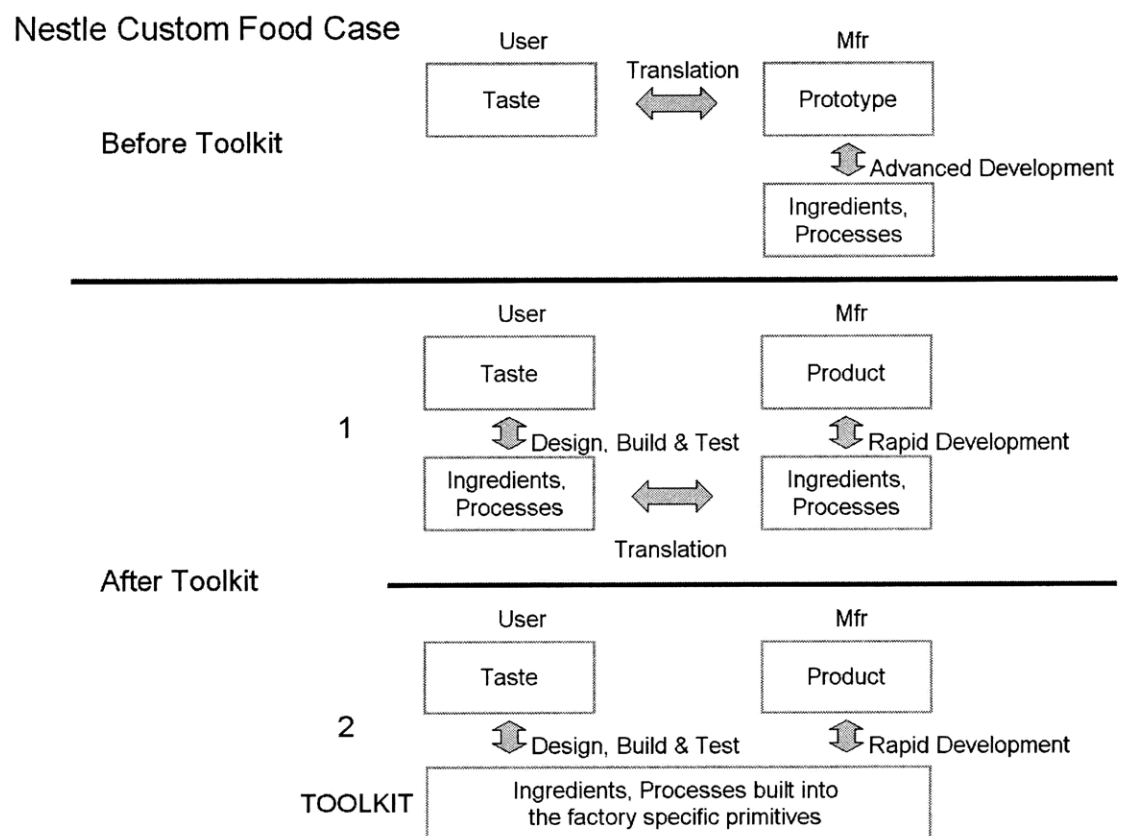 Nestle Custom Food Case
User
Mfr
Taste
Translation
Prototype
Before Toolkit
Advanced Development
Ingredients,
Processes
User
Mfr
Taste
Product
1
Design, Build & Test
Rapid Development
Ingredients,
Processes
Ingredients,
Processes
Translation
After Toolkit
User
Mfr
Taste
Product
2
Design, Build & Test
Rapid Development
TOOLKIT
Ingredients, Processes built into
the factory specific primitives